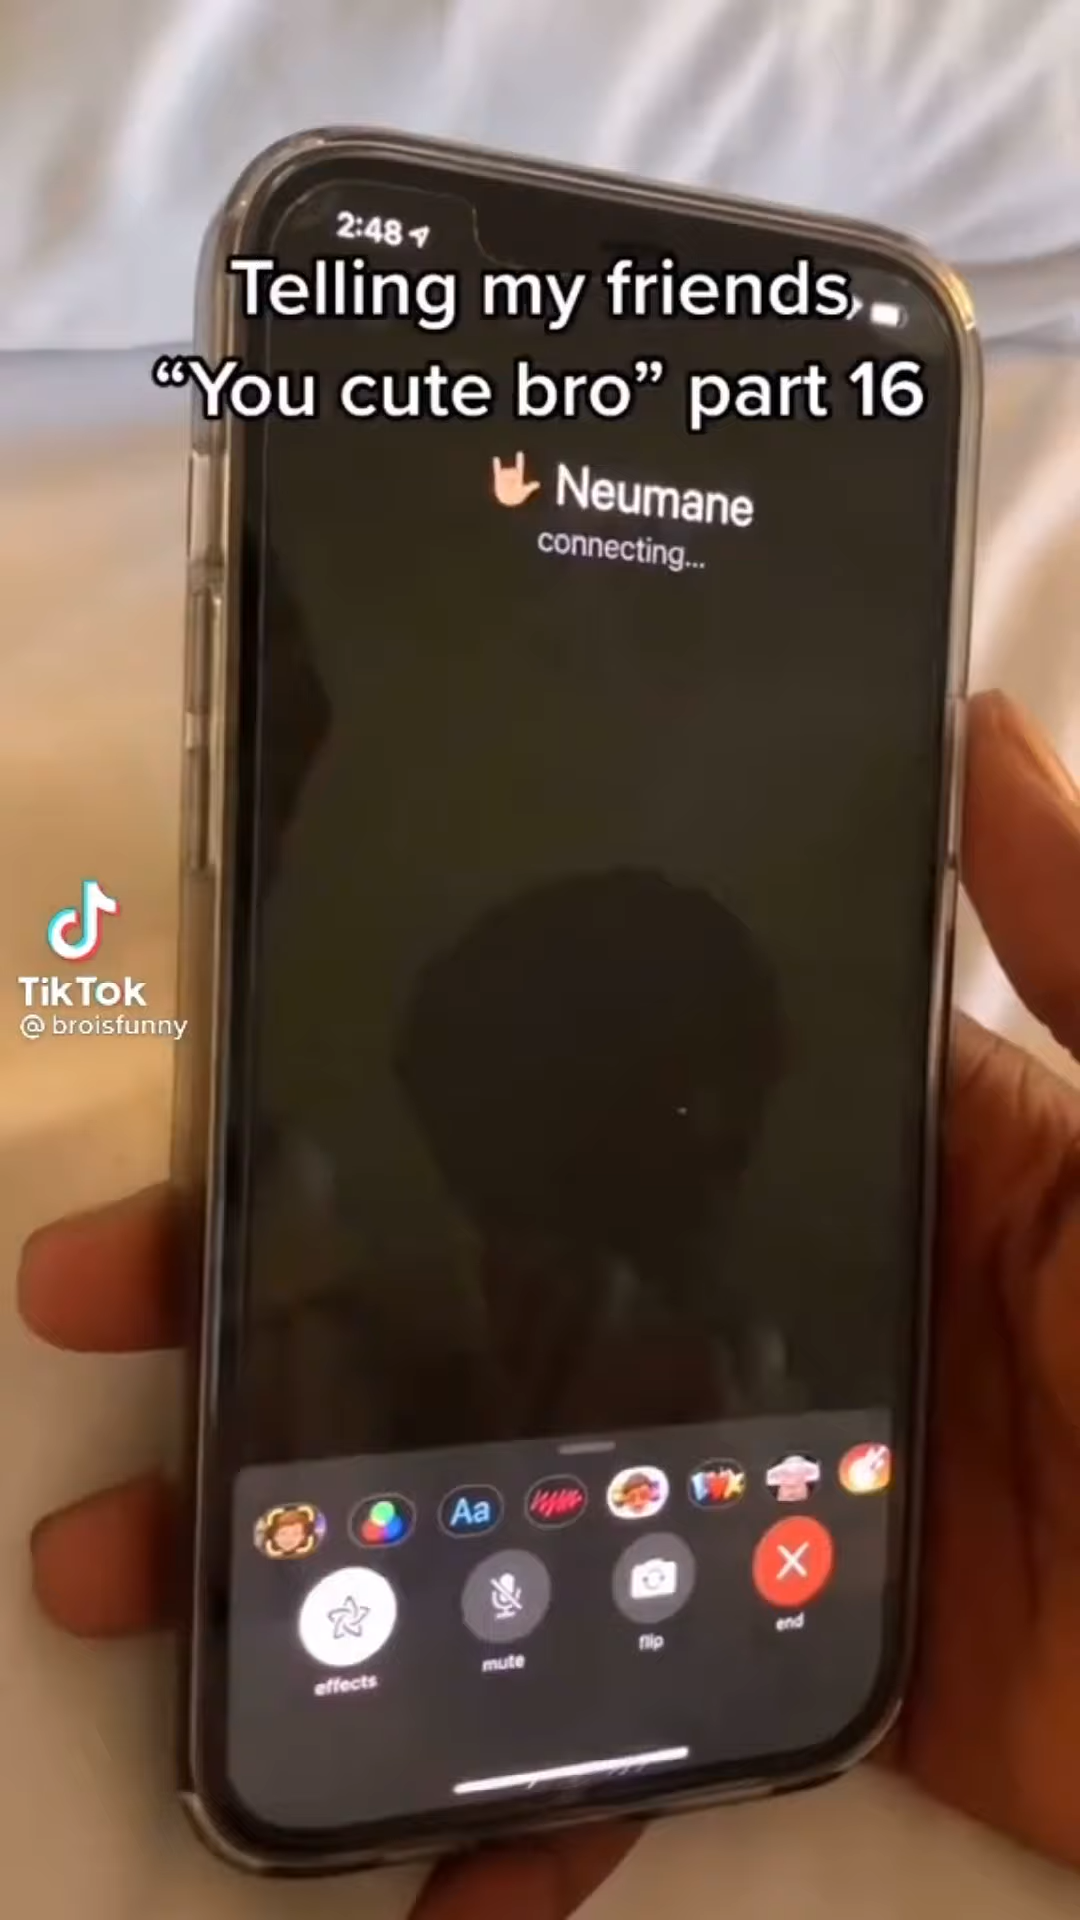 2:48
Telling my friends,
“You cute bro” part 16
🤟🏼 Neumane
connecting...
TikTok
@broisfunny
Aa
effects
mute
flip
end